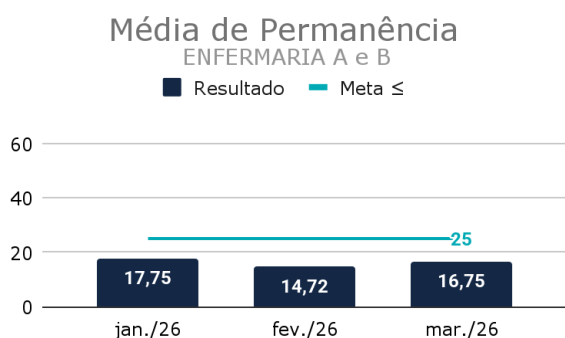 Média de Permanência
ENFERMARIA A e B
Resultado Meta ≤
60
40
20
0
25
17,75 14,72 16,75
jan./26 fev./26 mar./26